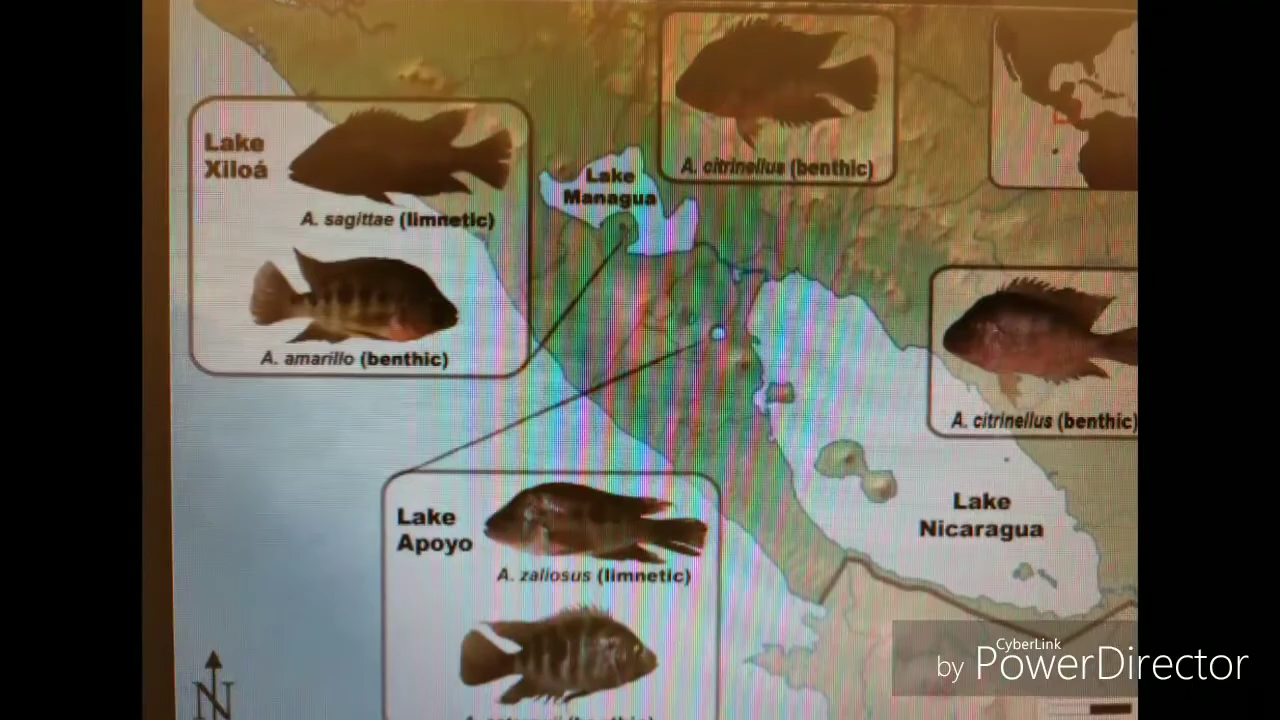 A. citrinellus (benthic)
Lake
Xiloá
A. sagittae (limnetic)
A. amarillo (benthic)
Lake
Managua
A. citrinellus (benthic)
Lake
Nicaragua
Lake
Apoyo
A. zaliosus (limnetic)
N
CyberLink
by PowerDirector